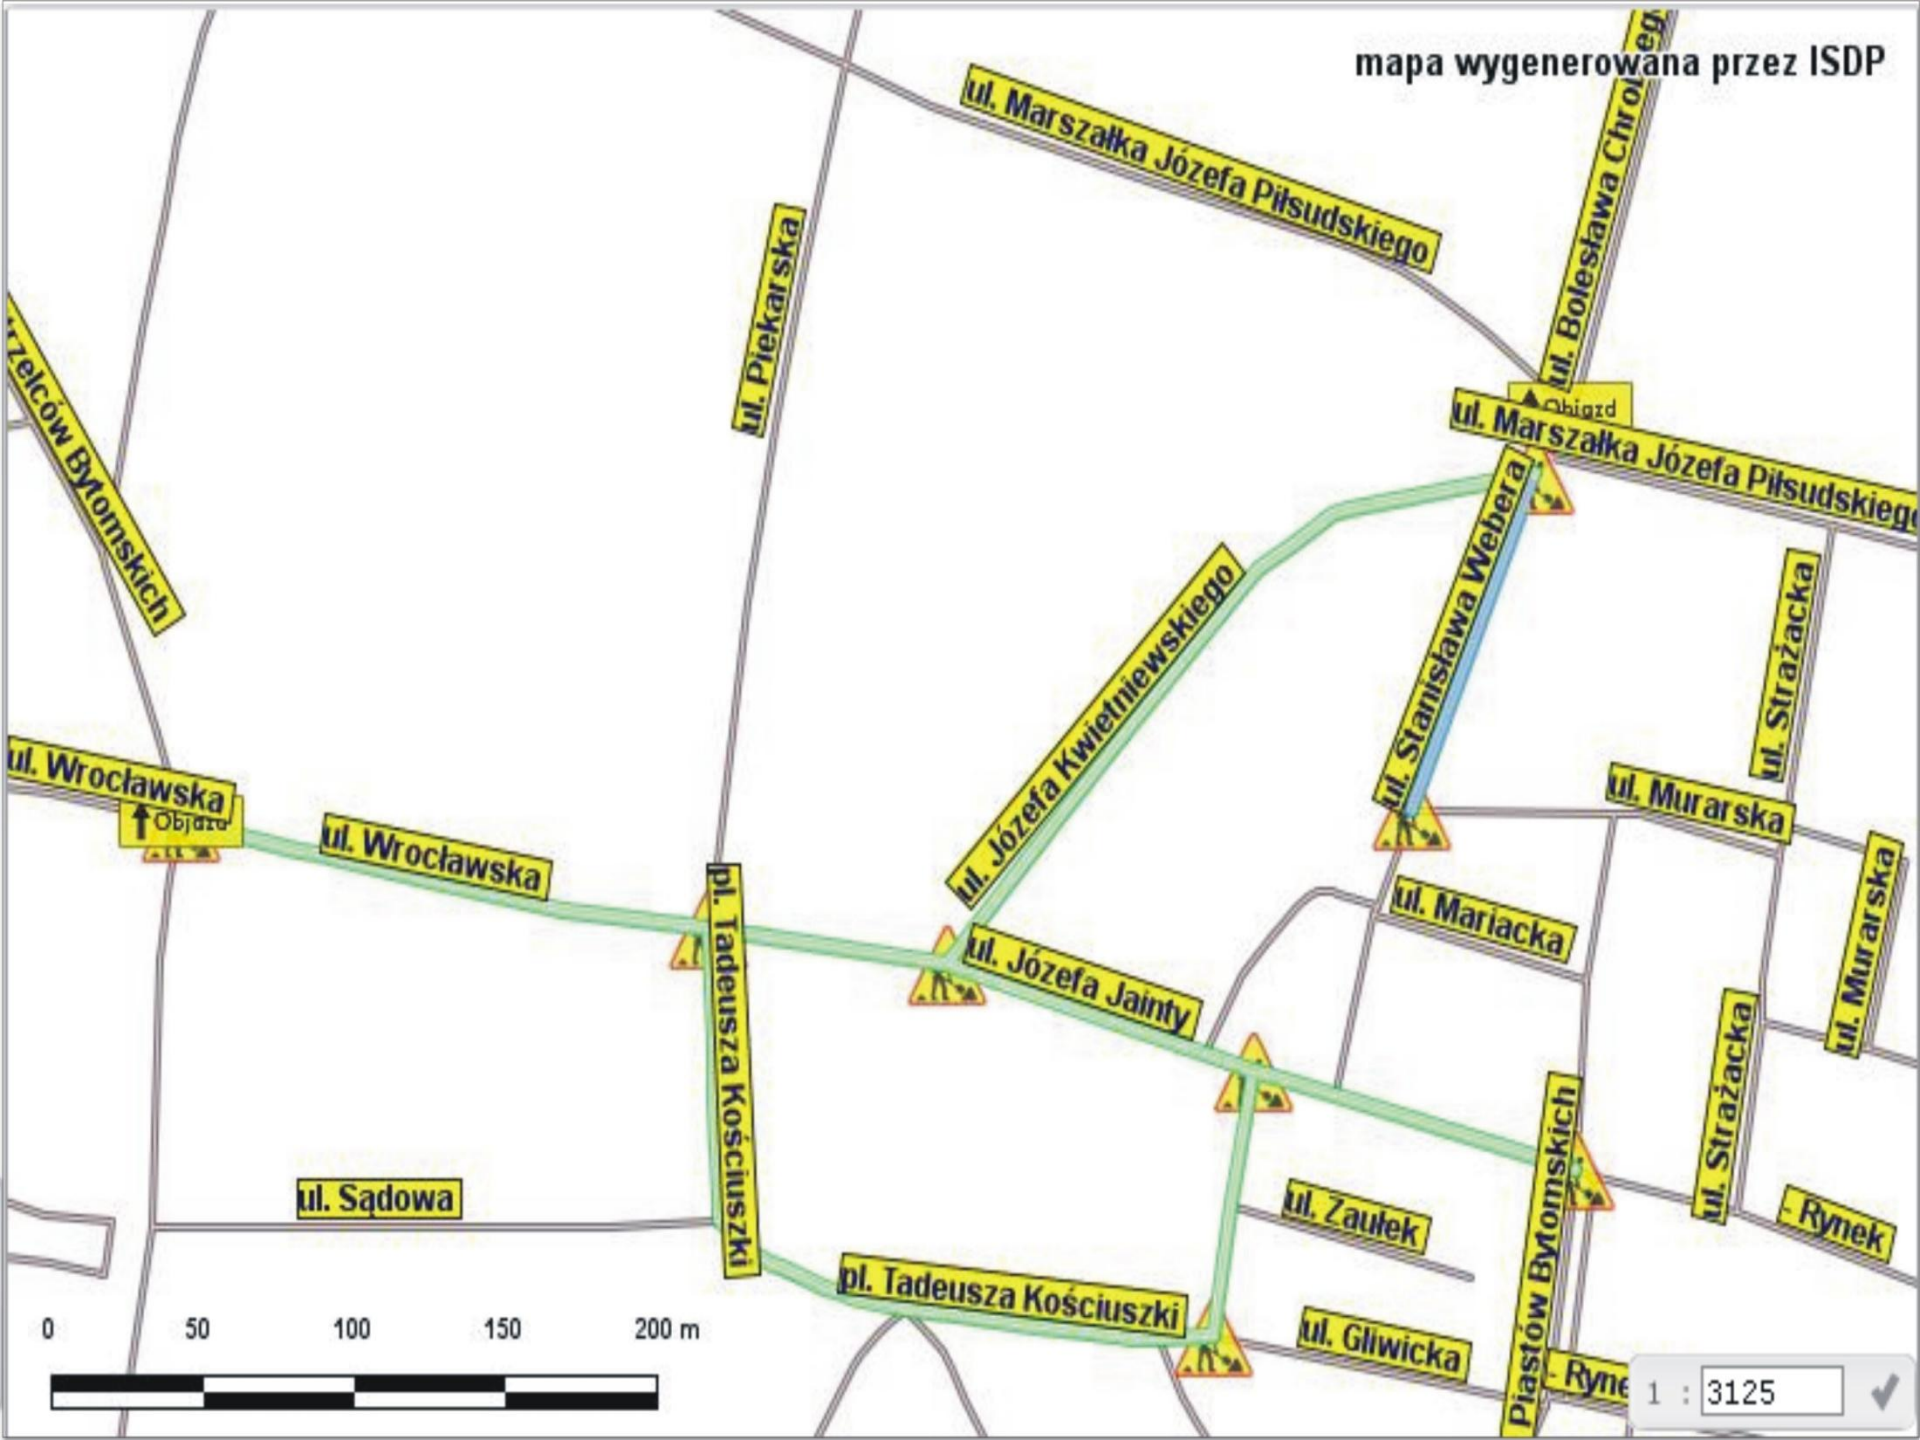 mapa wygenerowana przez ISDP
ul. Marszałka Józefa Piłsudskiego
ul. Bolesława
ul. Piekarska
Objazd
ul. Marszałka Józefa Piłsudskiego
Bytomskich
ul. Stanisława Webera
ul. Józefa Kwietniewskiego
ul. Strażacka
ul. Wrocławska
Objazd
ul. Wrocławska
ul. Murarska
ul. Murarska
ul. Mariacka
pl. Tadeusza Kościuszki
ul. Józefa Jainty
ul. Strażacka
Piastów Bytomskich
ul. Sądowa
ul. Zaułek
- Rynek
pl. Tadeusza Kościuszki
ul. Gliwicka
0 50 100 150 200 m
1 : 3125